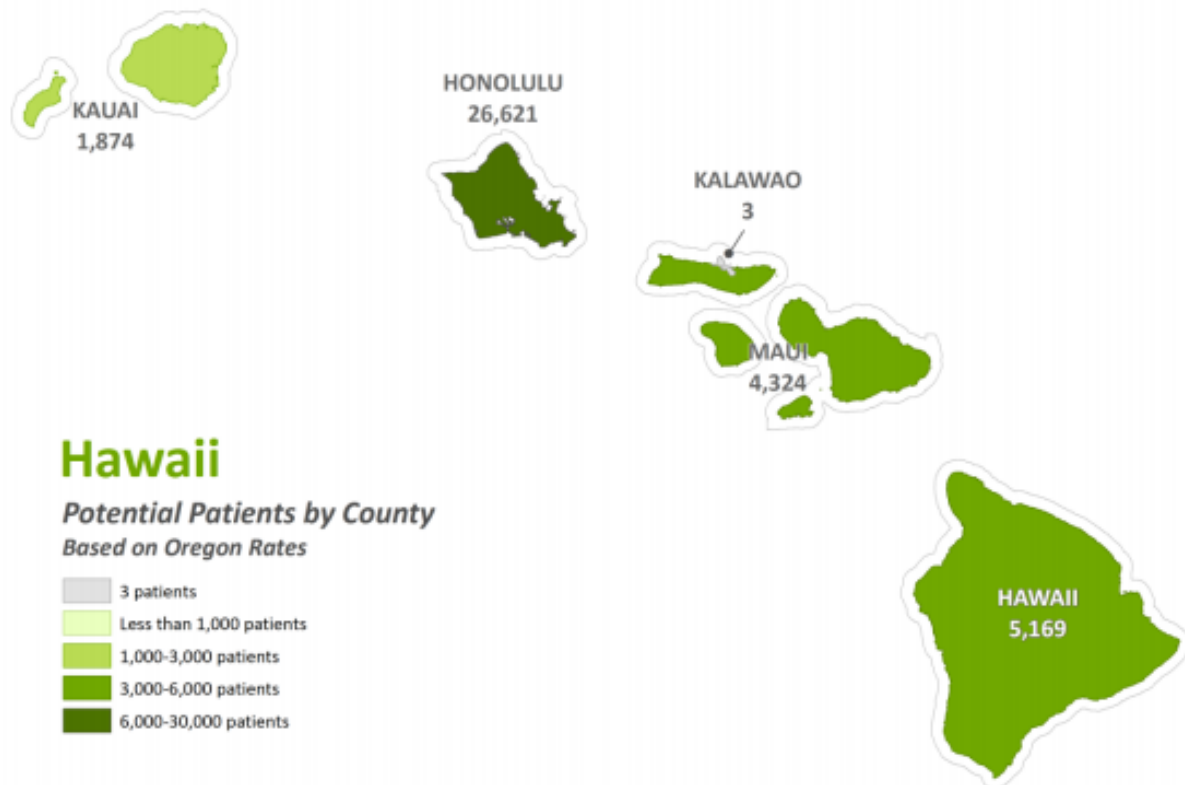 KAUAI
1,874
HONOLULU
26,621
KALAWAO
3
MAUI
4,324
HAWAII
5,169
Hawaii
Potential Patients by County
Based on Oregon Rates
3 patients
Less than 1,000 patients
1,000-3,000 patients
3,000-6,000 patients
6,000-30,000 patients